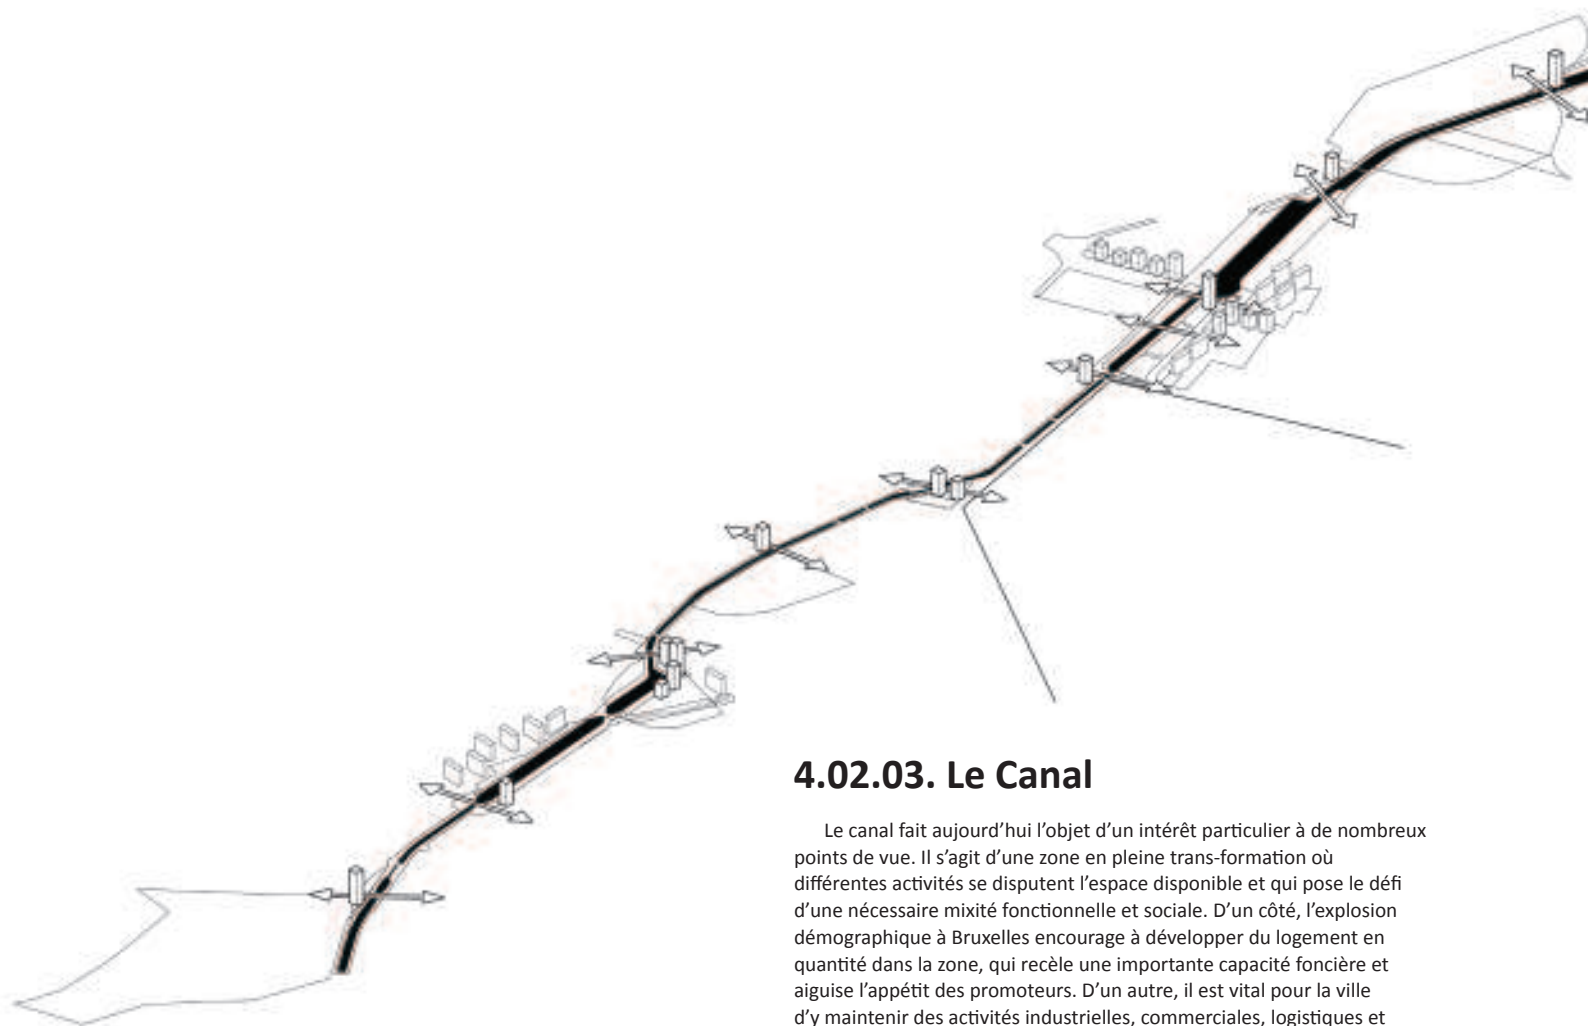 4.02.03. Le Canal
Le canal fait aujourd’hui l’objet d’un intérêt particulier à de nombreux
points de vue. Il s’agit d’une zone en pleine trans-formation où
différentes activités se disputent l’espace disponible et qui pose le défi
d’une nécessaire mixité fonctionnelle et sociale. D’un côté, l’explosion
démographique à Bruxelles encourage à développer du logement en
quantité dans la zone, qui recèle une importante capacité foncière et
aiguise l’appétit des promoteurs. D’un autre, il est vital pour la ville
d’y maintenir des activités industrielles, commerciales, logistiques et